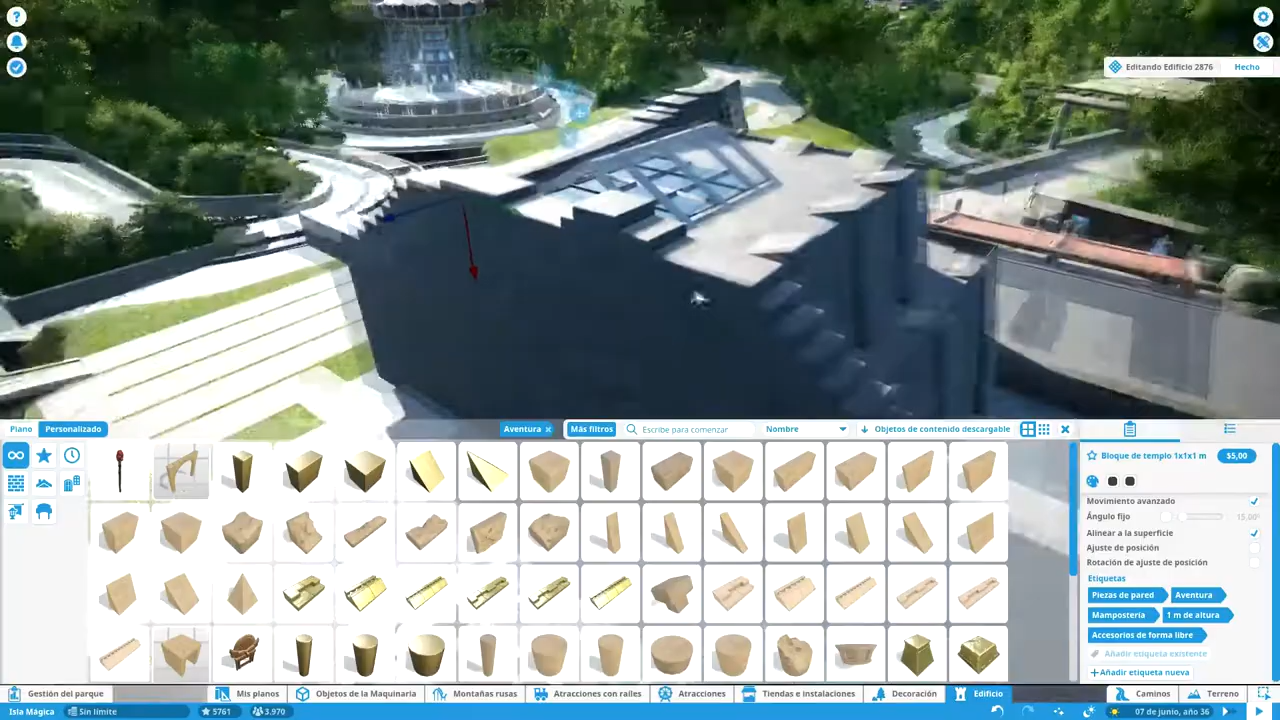 Editando Edificio 2876 Hecho
Plano Personalizado Aventura × Más filtros Escribe para comenzar Nombre Objetos de contenido descargable
Bloque de templo 1x1x1 m $5,00
Movimiento avanzado
Ángulo fijo 15,00°
Alinear a la superficie
Ajuste de posición
Rotación de ajuste de posición
Etiquetas
Piezas de pared Aventura
Mampostería 1 m de altura
Accesorios de forma libre
Añadir etiqueta existente
+Añadir etiqueta nueva
Gestión del parque Mis planos Objetos de la Maquinaria Montañas rusas Atracciones con raíles Atracciones Tiendas e instalaciones Decoración Edificio Caminos Terreno
Isla Mágica Sin límite 5761 3.970 07 de junio, año 36